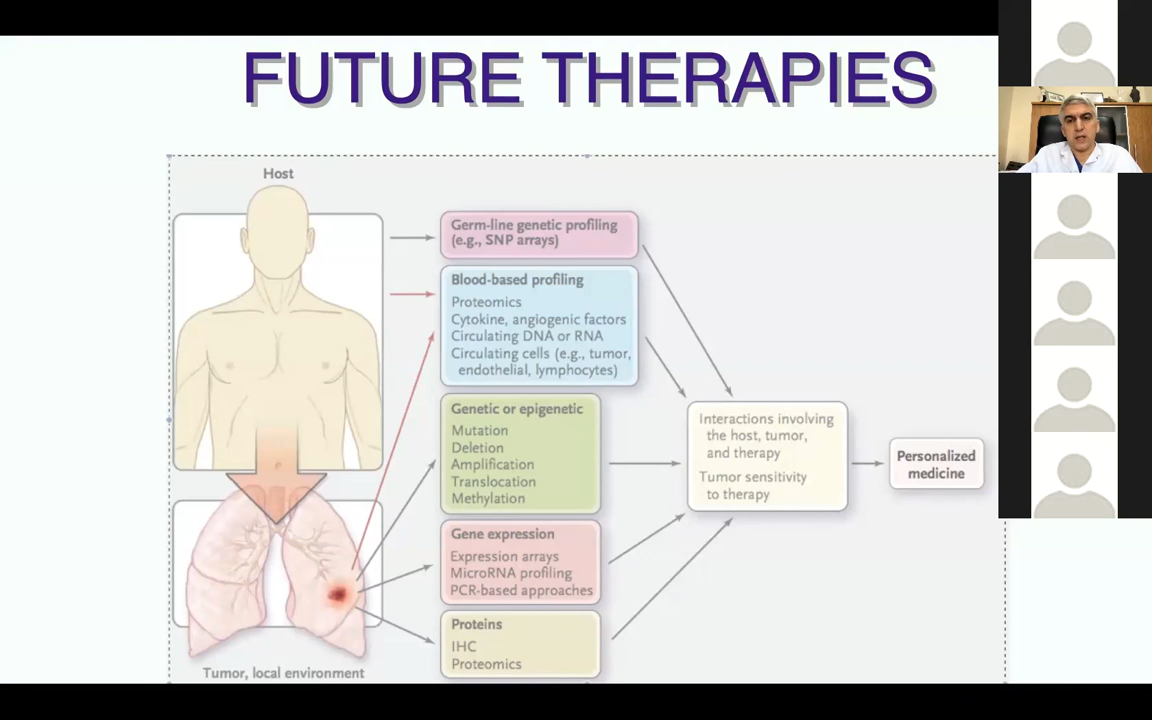 FUTURE THERAPIES
Host
Germ-line genetic profiling
(e.g., SNP arrays)
Blood-based profiling
Proteomics
Cytokine, angiogenic factors
Circulating DNA or RNA
Circulating cells (e.g., tumor,
endothelial, lymphocytes)
Genetic or epigenetic
Mutation
Deletion
Amplification
Translocation
Methylation
Gene expression
Expression arrays
MicroRNA profiling
PCR-based approaches
Proteins
IHC
Proteomics
Tumor, local environment
Interactions involving
the host, tumor,
and therapy
Tumor sensitivity
to therapy
Personalized
medicine